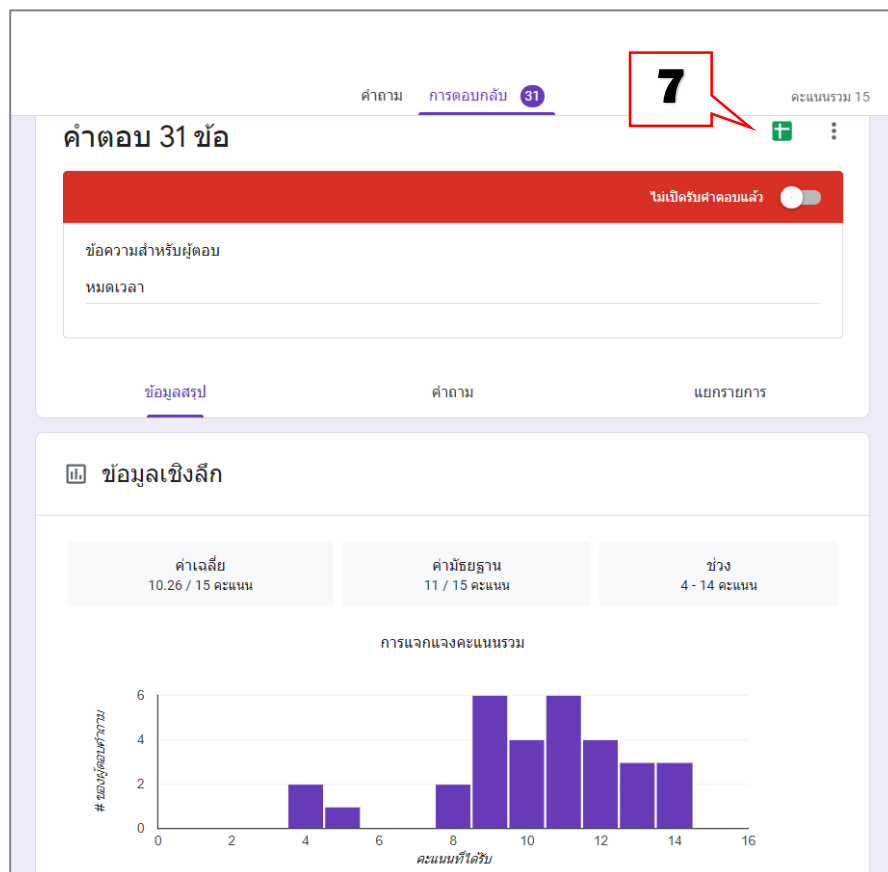 7
คำถาม การตอบกลับ 31 คะแนนรวม 15
คำตอบ 31 ข้อ
ไม่เปิดรับคำตอบแล้ว
ข้อความสำหรับผู้ตอบ
หมดเวลา
ข้อมูลสรุป คำถาม แยกรายการ
ข้อมูลเชิงลึก
ค่าเฉลี่ย ค่ามัธยฐาน ช่วง
10.26 / 15 คะแนน 11 / 15 คะแนน 4 - 14 คะแนน
การแจกแจงคะแนนรวม
# ของผู้ตอบคำถาม
6
4
2
0
0 2 4 6 8 10 12 14 16
คะแนนที่ได้รับ